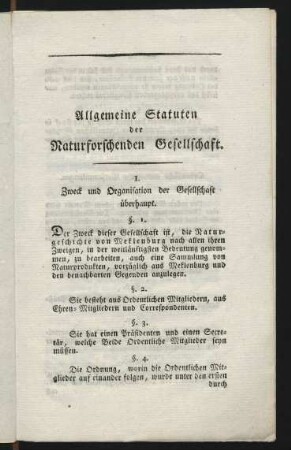 Allgemeine Statuten
der
Naturforschenden Gesellschaft.
I.
Zweck und Organisation der Gesellschaft
überhaupt.
§. 1.
Der Zweck dieser Gesellschaft ist, die Natur-
geschichte von Meklenburg nach allen ihren
Zweigen, in der weitläuftigsten Bedeutung genom-
men, zu bearbeiten, auch eine Sammlung von
Naturprodukten, vorzüglich aus Meklenburg und
den benachbarten Gegenden anzulegen.
§. 2.
Sie besteht aus Ordentlichen Mitgliedern, aus
Ehren-Mitgliedern und Correspondenten.
§. 3.
Sie hat einen Präsidenten und einen Secre-
tär, welche Beide Ordentliche Mitglieder seyn
müssen.
§. 4.
Die Ordnung, worin die Ordentlichen Mit-
glieder auf einander folgen, wurde unter den ersten
durch